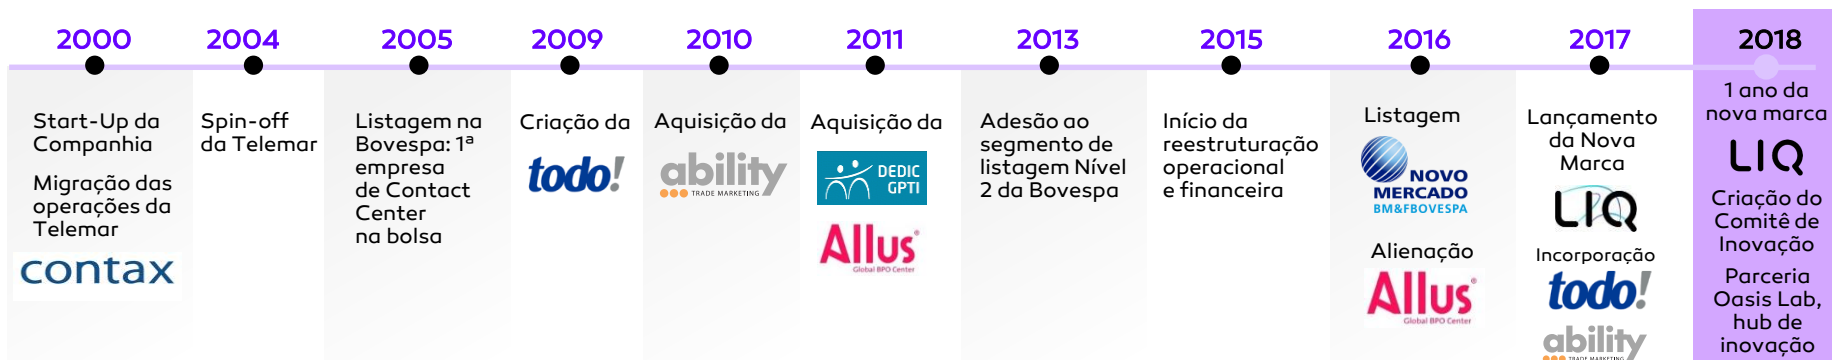 2000
Start-Up da
Companhia
Migração das
operações da
Telemar
contax
2004
Spin-off
da Telemar
2005
Listagem na
Bovespa: 1ª
empresa
de Contact
Center
na bolsa
2009
Criação da
todo!
2010
Aquisição da
ability
TRADE MARKETING
2011
Aquisição da
DEDIC
GPTI
Allus
Global BPO Center
2013
Adesão ao
segmento de
listagem Nível
2 da Bovespa
2015
Início da
reestruturação
operacional
e financeira
2016
Listagem
NOVO
MERCADO
BM&FBOVESPA
Alienação
Allus
Global BPO Center
2017
Lançamento
da Nova
Marca
LIQ
Incorporação
todo!
ability
TRADE MARKETING
2018
1 ano da
nova marca
LIQ
Criação do
Comitê de
Inovação
Parceria
Oasis Lab,
hub de
inovação